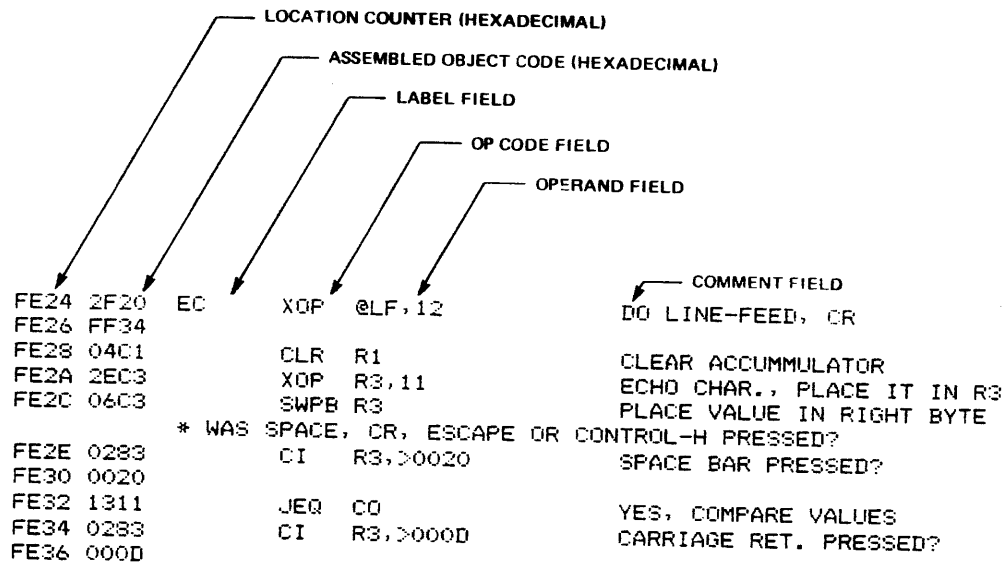 LOCATION COUNTER (HEXADECIMAL)
ASSEMBLED OBJECT CODE (HEXADECIMAL)
LABEL FIELD
OP CODE FIELD
OPERAND FIELD
COMMENT FIELD
FE24 2F20 EC XOP @LF,12 DO LINE-FEED, CR
FE26 FF34
FE28 04C1 CLR R1 CLEAR ACCUMMULATOR
FE2A 2EC3 XOP R3,11 ECHO CHAR., PLACE IT IN R3
FE2C 06C3 SWPB R3 PLACE VALUE IN RIGHT BYTE
* WAS SPACE, CR, ESCAPE OR CONTROL-H PRESSED?
FE2E 0283 CI R3,>0020 SPACE BAR PRESSED?
FE30 0020
FE32 1311 JEQ CO YES, COMPARE VALUES
FE34 0283 CI R3,>000D CARRIAGE RET. PRESSED?
FE36 000D